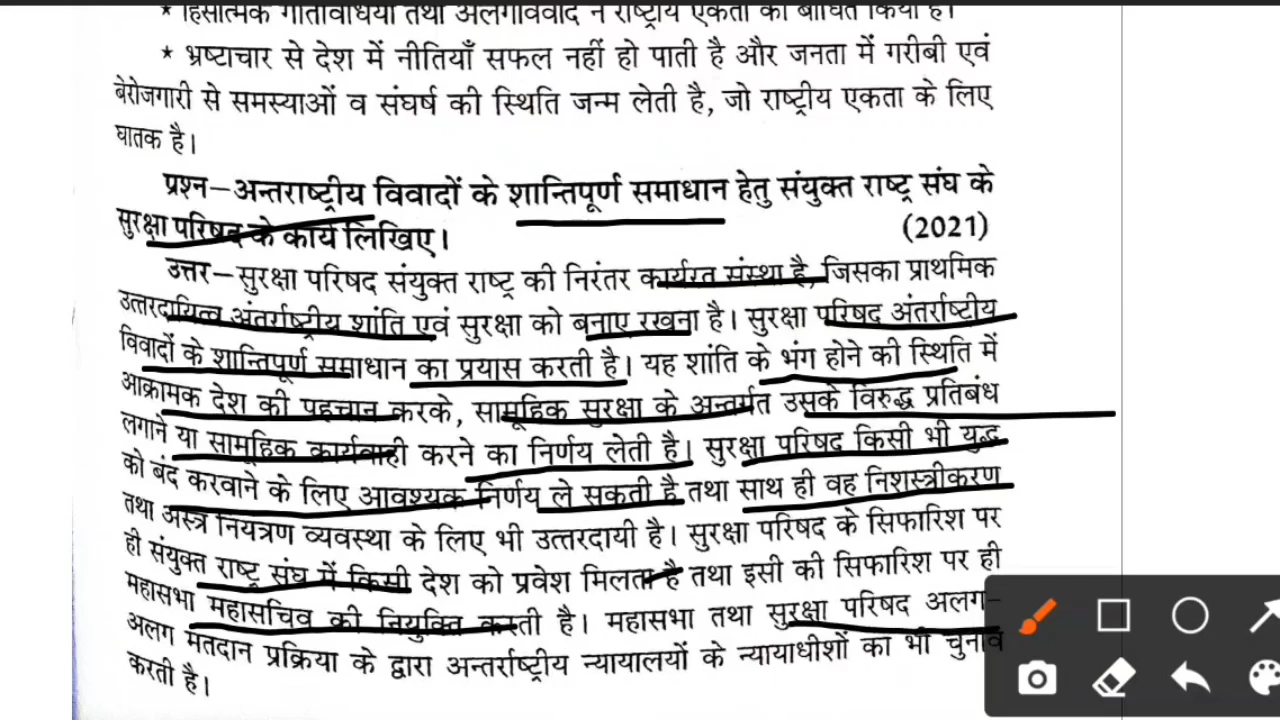 * हिंसात्मक गतिविधियों तथा अलगाववाद ने राष्ट्रीय एकता को बाधित किया है।
* भ्रष्टाचार से देश में नीतियाँ सफल नहीं हो पाती है और जनता में गरीबी एवं
बेरोजगारी से समस्याओं व संघर्ष की स्थिति जन्म लेती है, जो राष्ट्रीय एकता के लिए
घातक है।
प्रश्न–अन्तराष्ट्रीय विवादों के शान्तिपूर्ण समाधान हेतु संयुक्त राष्ट्र संघ के
सुरक्षा परिषद के कार्य लिखिए। (2021)
उत्तर–सुरक्षा परिषद संयुक्त राष्ट्र की निरंतर कार्यरत संस्था है, जिसका प्राथमिक
उत्तरदायित्व अंतर्राष्ट्रीय शांति एवं सुरक्षा को बनाए रखना है। सुरक्षा परिषद अंतर्राष्टीय
विवादों के शान्तिपूर्ण समाधान का प्रयास करती है। यह शांति के भंग होने की स्थिति में
आक्रामक देश की पहचान करके, सामूहिक सुरक्षा के अन्तर्गत उसके विरुद्ध प्रतिबंध
लगाने या सामूहिक कार्यवाही करने का निर्णय लेती है। सुरक्षा परिषद किसी भी युद्ध
को बंद करवाने के लिए आवश्यक निर्णय ले सकती है तथा साथ ही वह निशस्त्रीकरण
तथा अस्त्र नियत्रण व्यवस्था के लिए भी उत्तरदायी है। सुरक्षा परिषद के सिफारिश पर
ही संयुक्त राष्ट्र संघ में किसी देश को प्रवेश मिलता है तथा इसी की सिफारिश पर ही
महासभा महासचिव की नियुक्ति करती है। महासभा तथा सुरक्षा परिषद अलग–
अलग मतदान प्रक्रिया के द्वारा अन्तर्राष्ट्रीय न्यायालयों के न्यायाधीशों का भी चुनाव
करती है।